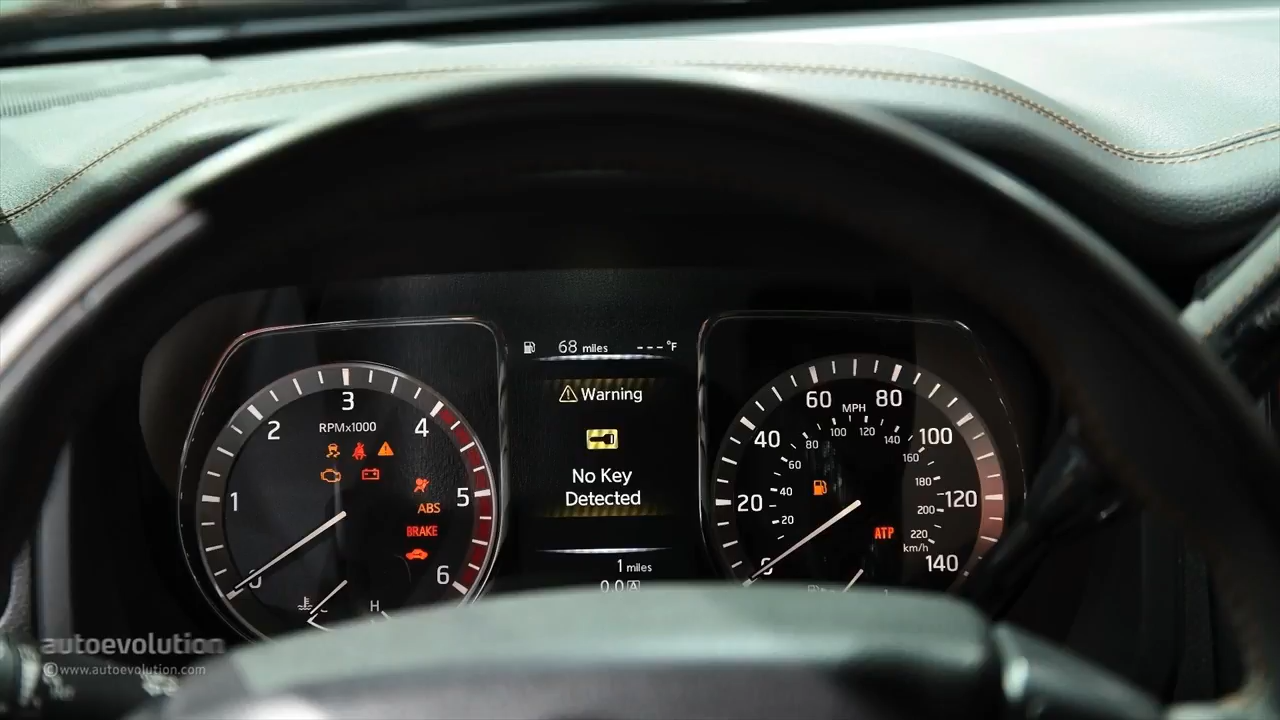 68 miles ---°F
Warning
No Key
Detected
1 miles
0.0 A
0
1
2
3
4
5
6
RPMx1000
ABS
BRAKE
H
0
20
40
60
80
100
120
140
MPH
20
40
60
80
100
120
140
160
180
200
220
km/h
ATP
autoevolution
©www.autoevolution.com